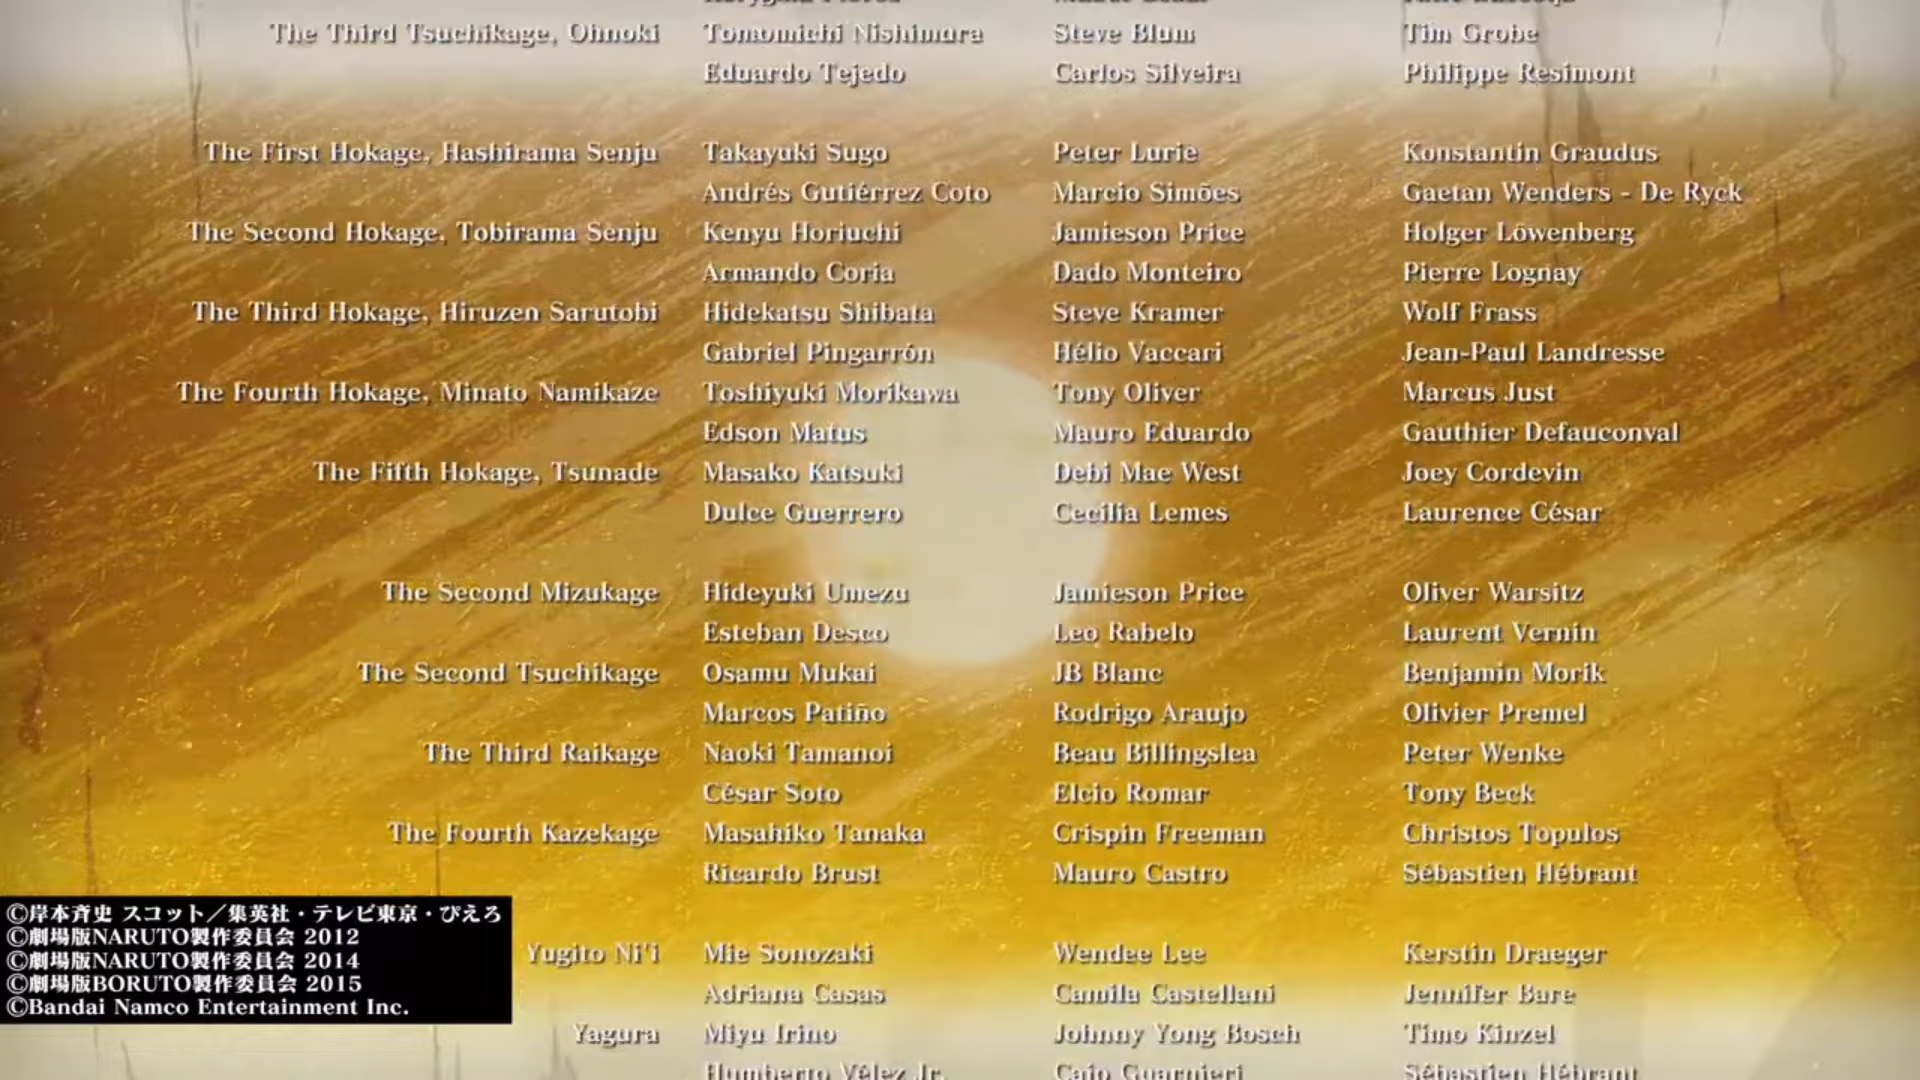 The Third Tsuchikage, Ohnoki Tomomichi Nishimura Steve Blum Tim Grobe
Eduardo Tejedo Carlos Silveira Philippe Resimont
The First Hokage, Hashirama Senju Takayuki Sugo Peter Lurie Konstantin Graudus
Andrés Gutiérrez Coto Marcio Simões Gaetan Wenders - De Ryck
The Second Hokage, Tobirama Senju Kenyu Horiuchi Jamieson Price Holger Löwenberg
Armando Coria Dado Monteiro Pierre Lognay
The Third Hokage, Hiruzen Sarutobi Hidekatsu Shibata Steve Kramer Wolf Frass
Gabriel Pingarrón Hélio Vaccari Jean-Paul Landresse
The Fourth Hokage, Minato Namikaze Toshiyuki Morikawa Tony Oliver Marcus Just
Edson Matus Mauro Eduardo Gauthier Defauconval
The Fifth Hokage, Tsunade Masako Katsuki Debi Mae West Joey Cordevin
Dulce Guerrero Cecília Lemes Laurence César
The Second Mizukage Hideyuki Umezu Jamieson Price Oliver Warsitz
Esteban Desco Leo Rabelo Laurent Vernin
The Second Tsuchikage Osamu Mukai JB Blanc Benjamin Morik
Marcos Patiño Rodrigo Araujo Olivier Premel
The Third Raikage Naoki Tamanoi Beau Billingslea Peter Wenke
César Soto Elcio Romar Tony Beck
The Fourth Kazekage Masahiko Tanaka Crispin Freeman Christos Topulos
Ricardo Brust Mauro Castro Sébastien Hébrant
Yugito Ni'i Mie Sonozaki Wendee Lee Kerstin Draeger
Adriana Casas Camila Castellani Jennifer Bare
Yagura Miyu Irino Johnny Yong Bosch Timo Kinzel
Humberto Vélez Jr. Caio Guarnieri Sébastien Hébrant
©岸本斉史 スコット／集英社・テレビ東京・ぴえろ
©劇場版NARUTO製作委員会 2012
©劇場版NARUTO製作委員会 2014
©劇場版BORUTO製作委員会 2015
©Bandai Namco Entertainment Inc.